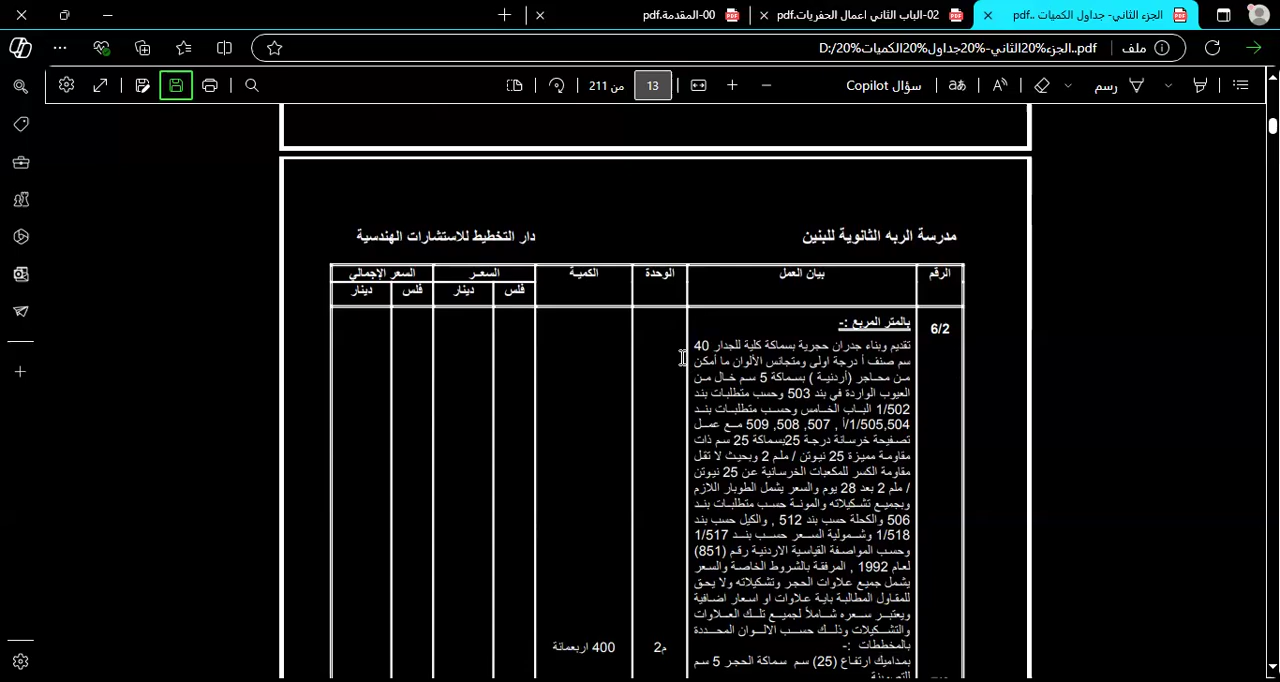 الجزء الثاني- جداول الكميات ..pdf
02-الباب الثاني اعمال الحفريات.pdf
00-المقدمة.pdf
ملف
D:/الجزء%20الثاني-%20جداول%20الكميات%20..pdf
رسم
aあ
سؤال Copilot
13
من 211
مدرسة الربه الثانوية للبنين
دار التخطيط للاستشارات الهندسية
الرقم
بيان العمل
الوحدة
الكمية
السعر
السعر الإجمالي
فلس
دينار
فلس
دينار
6/2
بالمتر المربع :-
تقديم وبناء جدران حجرية بسماكة كلية للجدار 40
سم صنف أ درجة اولى ومتجانس الألوان ما أمكن
من محاجر (أردنية ) بسماكة 5 سم خال من
العيوب الواردة في بند 503 وحسب متطلبات بند
1/502 الباب الخامس وحسب متطلبات بند
1/505,504/أ , 507, 508, 509 مع عمل
تصفيحة خرسانة درجة 25بسماكة 25 سم ذات
مقاومة مميزة 25 نيوتن / ملم 2 وبحيث لا تقل
مقاومة الكسر للمكعبات الخرسانية عن 25 نيوتن
/ ملم 2 بعد 28 يوم والسعر يشمل الطوبار اللازم
وبجميع تشكيلاته والمونة حسب متطلبات بند
506 والكحلة حسب بند 512 , والكيل حسب بند
1/518 وشمولية السعر حسب بند 1/517
وحسب المواصفة القياسية الاردنية رقم (851)
لعام 1992 , المرفقة بالشروط الخاصة والسعر
يشمل جميع علاوات الحجر وتشكيلاته ولا يحق
للمقاول المطالبة باية علاوات او اسعار اضافية
ويعتبر سعره شاملاً لجميع تلك العلاوات
والتشكيلات وذلك حسب الالوان المحددة
بالمخططات :-
م2
400 اربعمائة
بمداميك ارتفاع (25) سم سماكة الحجر 5 سم